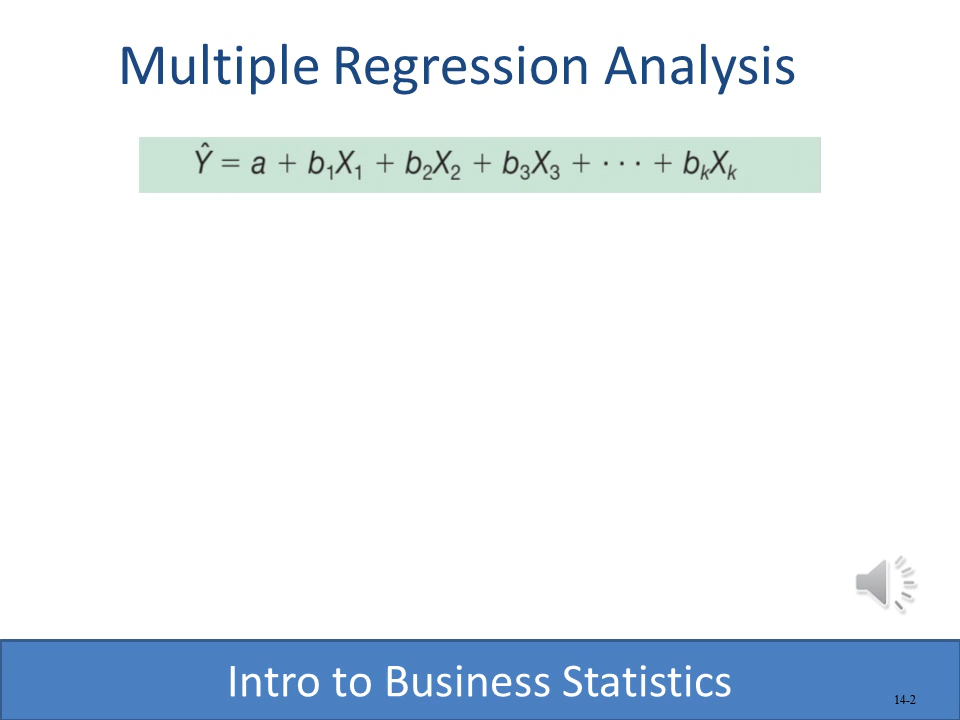 Multiple Regression Analysis
Ŷ = a + b₁X₁ + b₂X₂ + b₃X₃ + · · · + bₖXₖ
Intro to Business Statistics
14-2